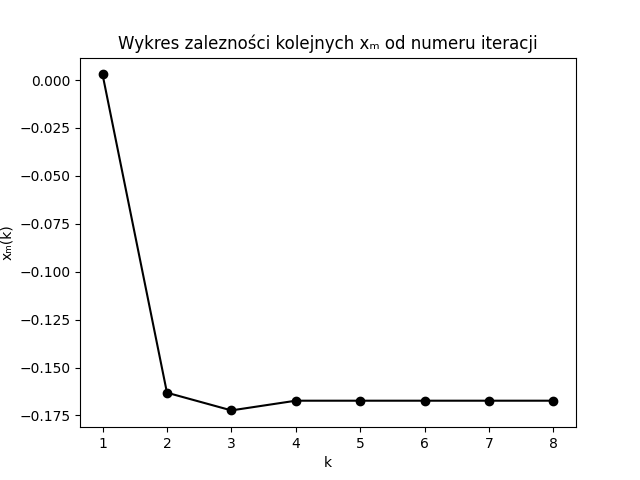 Wykres zalezności kolejnych xₘ od numeru iteracji
0.000
−0.025
−0.050
−0.075
−0.100
−0.125
−0.150
−0.175
xₘ(k)
1 2 3 4 5 6 7 8
k